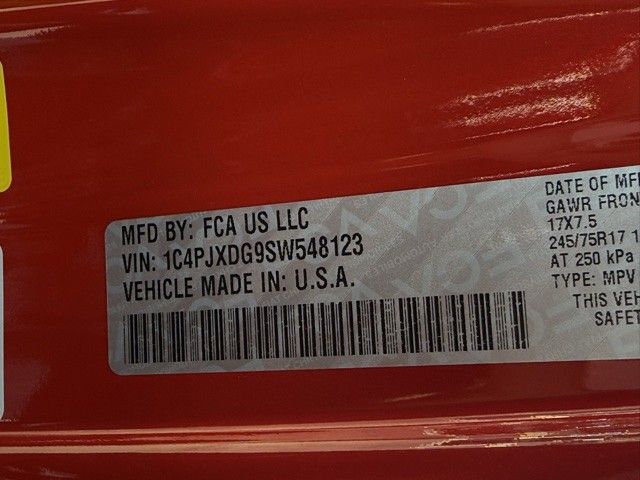 MFD BY: FCA US LLC
VIN: 1C4PJXDG9SW548123
VEHICLE MADE IN: U.S.A.
DATE OF MF
GAWR FRON
17X7.5
245/75R17 1
AT 250 kPa
TYPE: MPV
THIS VEH
SAFET